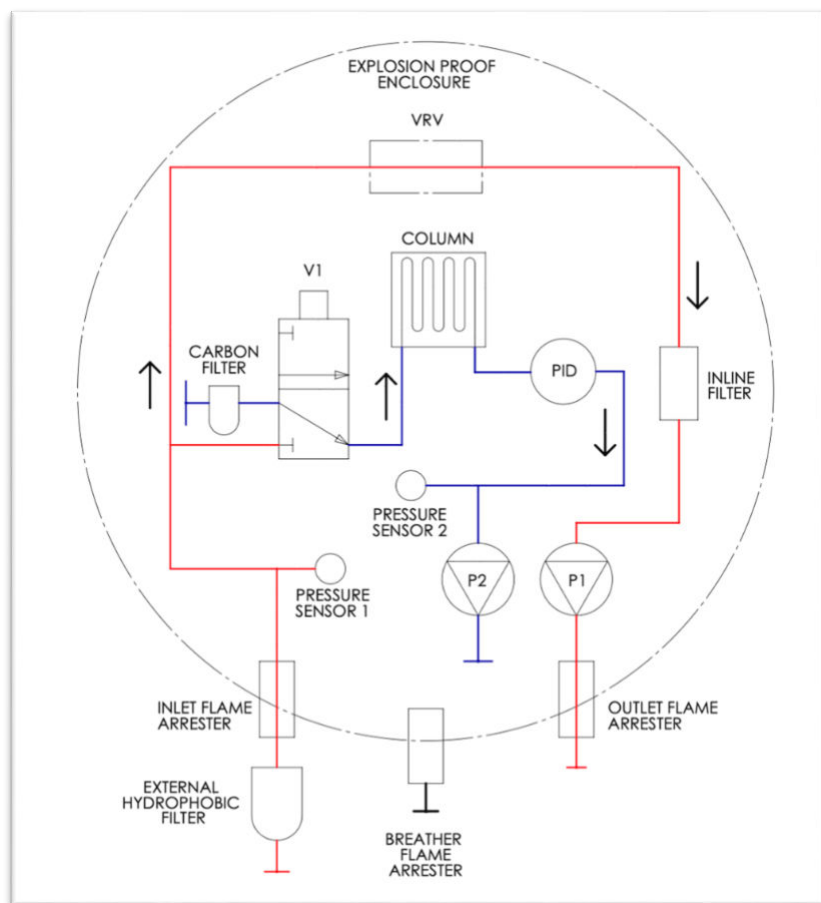 EXPLOSION PROOF
ENCLOSURE
VRV
COLUMN
V1
CARBON
FILTER
PID
INLINE
FILTER
PRESSURE
SENSOR 2
P2
P1
PRESSURE
SENSOR 1
INLET FLAME
ARRESTER
OUTLET FLAME
ARRESTER
EXTERNAL
HYDROPHOBIC
FILTER
BREATHER
FLAME
ARRESTER